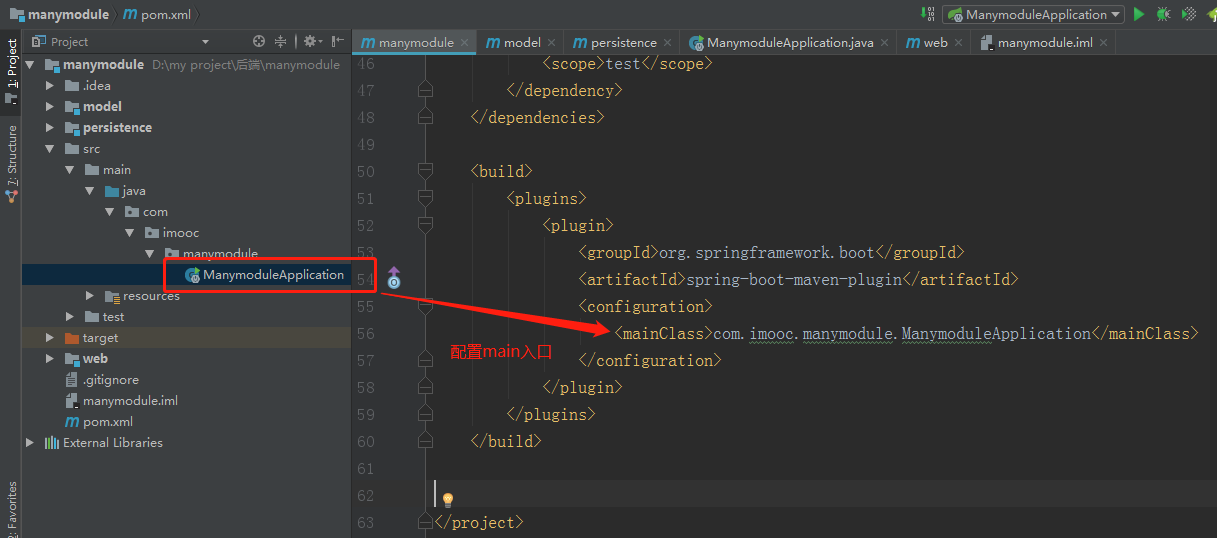 manymodule pom.xml
ManymoduleApplication
1: Project
7: Structure
2: Favorites
Project
manymodule D:\my project\后端\manymodule
.idea
model
persistence
src
main
java
com
imooc
manymodule
ManymoduleApplication
resources
test
target
web
.gitignore
manymodule.iml
pom.xml
External Libraries
manymodule model persistence ManymoduleApplication.java web manymodule.iml
46 <scope>test</scope>
47 </dependency>
48 </dependencies>
49
50 <build>
51 <plugins>
52 <plugin>
53 <groupId>org.springframework.boot</groupId>
54 <artifactId>spring-boot-maven-plugin</artifactId>
55 <configuration>
56 <mainClass>com.imooc.manymodule.ManymoduleApplication</mainClass>
配置main入口
57 </configuration>
58 </plugin>
59 </plugins>
60 </build>
61
62
63 </project>